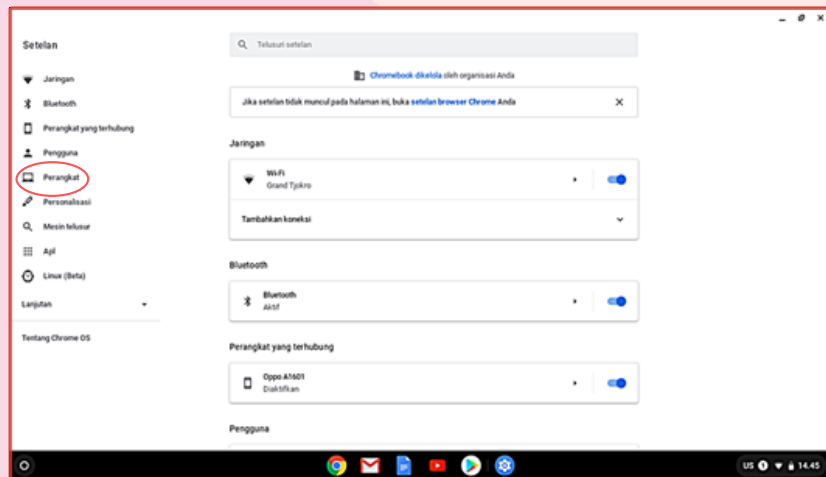 Setelan
Telusuri setelan
Jaringan
Bluetooth
Perangkat yang terhubung
Pengguna
Perangkat
Personalisasi
Mesin telusur
Apl
Linux (Beta)
Lanjutan
Tentang Chrome OS
Chromebook dikelola oleh organisasi Anda
Jika setelan tidak muncul pada halaman ini, buka setelan browser Chrome Anda
Jaringan
Wi-Fi
Grand Tjokro
Tambahkan koneksi
Bluetooth
Bluetooth
Aktif
Perangkat yang terhubung
Oppo A1601
Diaktifkan
Pengguna
US 1 14.45